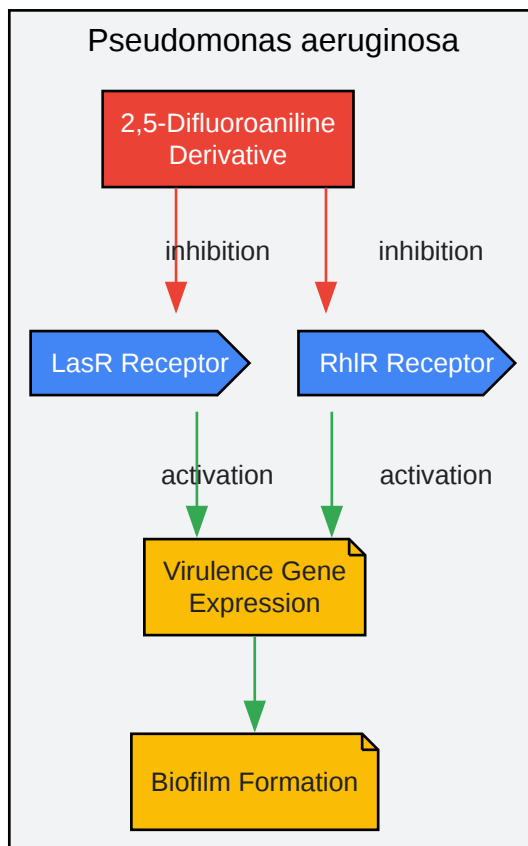 Pseudomonas aeruginosa
2,5-Difluoroaniline
Derivative
inhibition
inhibition
LasR Receptor
RhlR Receptor
activation
activation
Virulence Gene
Expression
Biofilm Formation